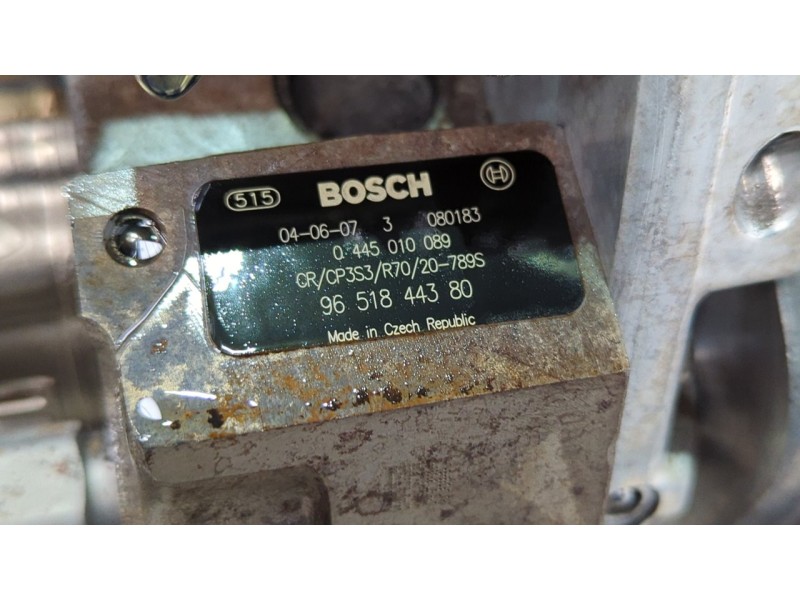 515 BOSCH
04-06-07 3 080183
0 445 010 089
CR/CP3S3/R70/20-789S
96 518 443 80
Made in Czech Republic